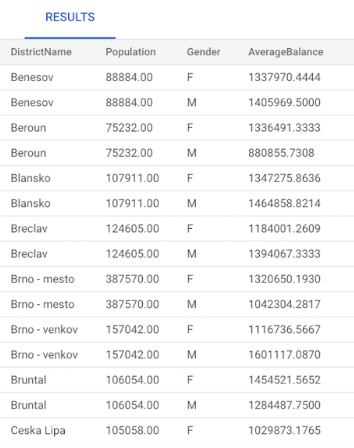 RESULTS
DistrictName Population Gender AverageBalance
Benesov 88884.00 F 1337970.4444
Benesov 88884.00 M 1405969.5000
Beroun 75232.00 F 1336491.3333
Beroun 75232.00 M 880855.7308
Blansko 107911.00 F 1347275.8636
Blansko 107911.00 M 1464858.8214
Breclav 124605.00 F 1184001.2609
Breclav 124605.00 M 1394067.3333
Brno - mesto 387570.00 F 1320650.1930
Brno - mesto 387570.00 M 1042304.2817
Brno - venkov 157042.00 F 1116736.5667
Brno - venkov 157042.00 M 1601117.0870
Bruntal 106054.00 F 1454521.5652
Bruntal 106054.00 M 1284487.7500
Ceska Lipa 105058.00 F 1029873.1765